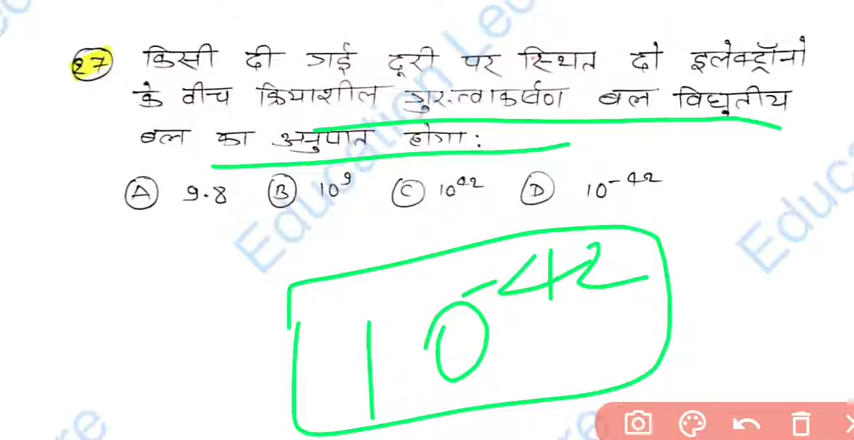 27 किसी दी गई दूरी पर स्थित दो इलेक्ट्रॉनो
के बीच क्रियाशील गुरुत्वाकर्षण बल विद्युतीय
बल का अनुपात होगा :
(A) 9.8 (B) 10⁹ (C) 10⁴² (D) 10⁻⁴²
10⁻⁴²